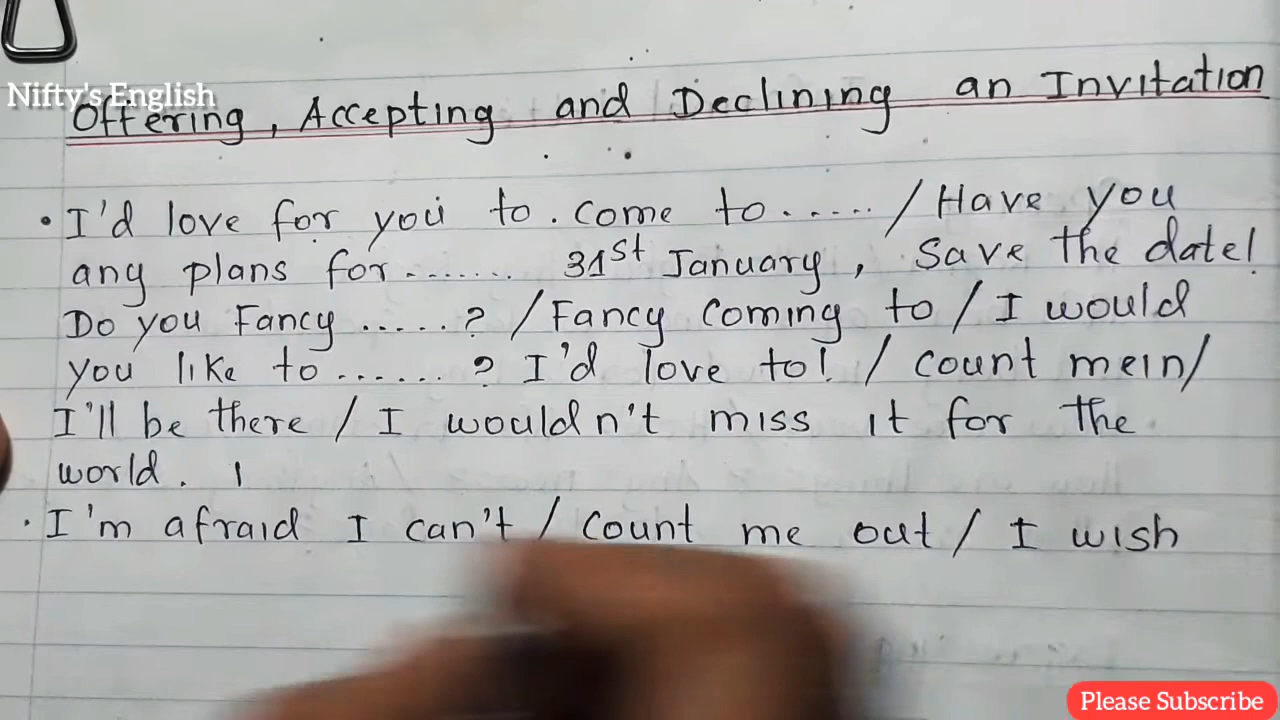 Nifty's English
Offering, Accepting and Declining an Invitation
• I'd love for you to. come to...... / Have you
any plans for........ 31st January, Save the date!
Do you Fancy ......? / Fancy coming to / I would
you like to.......? I'd love to! / count me in/
I'll be there / I wouldn't miss it for the
world. I
· I'm afraid I can't / count me out / I wish
Please Subscribe